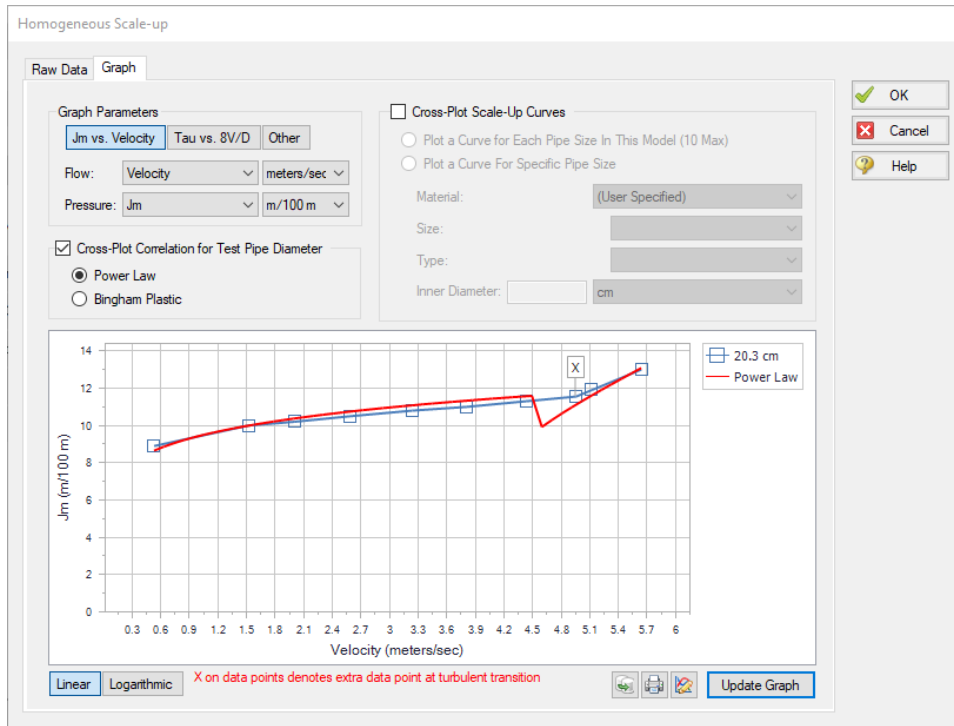 Homogeneous Scale-up
Raw Data Graph
OK
Cancel
Help
Graph Parameters
Jm vs. Velocity Tau vs. 8V/D Other
Flow: Velocity meters/sec
Pressure: Jm m/100 m
Cross-Plot Correlation for Test Pipe Diameter
Power Law
Bingham Plastic
Cross-Plot Scale-Up Curves
Plot a Curve for Each Pipe Size In This Model (10 Max)
Plot a Curve For Specific Pipe Size
Material: (User Specified)
Size:
Type:
Inner Diameter: cm
14
12
10
8
6
4
2
0
Jm (m/100 m)
X
20.3 cm
Power Law
0.3 0.6 0.9 1.2 1.5 1.8 2.1 2.4 2.7 3 3.3 3.6 3.9 4.2 4.5 4.8 5.1 5.4 5.7 6
Velocity (meters/sec)
Linear Logarithmic X on data points denotes extra data point at turbulent transition Update Graph